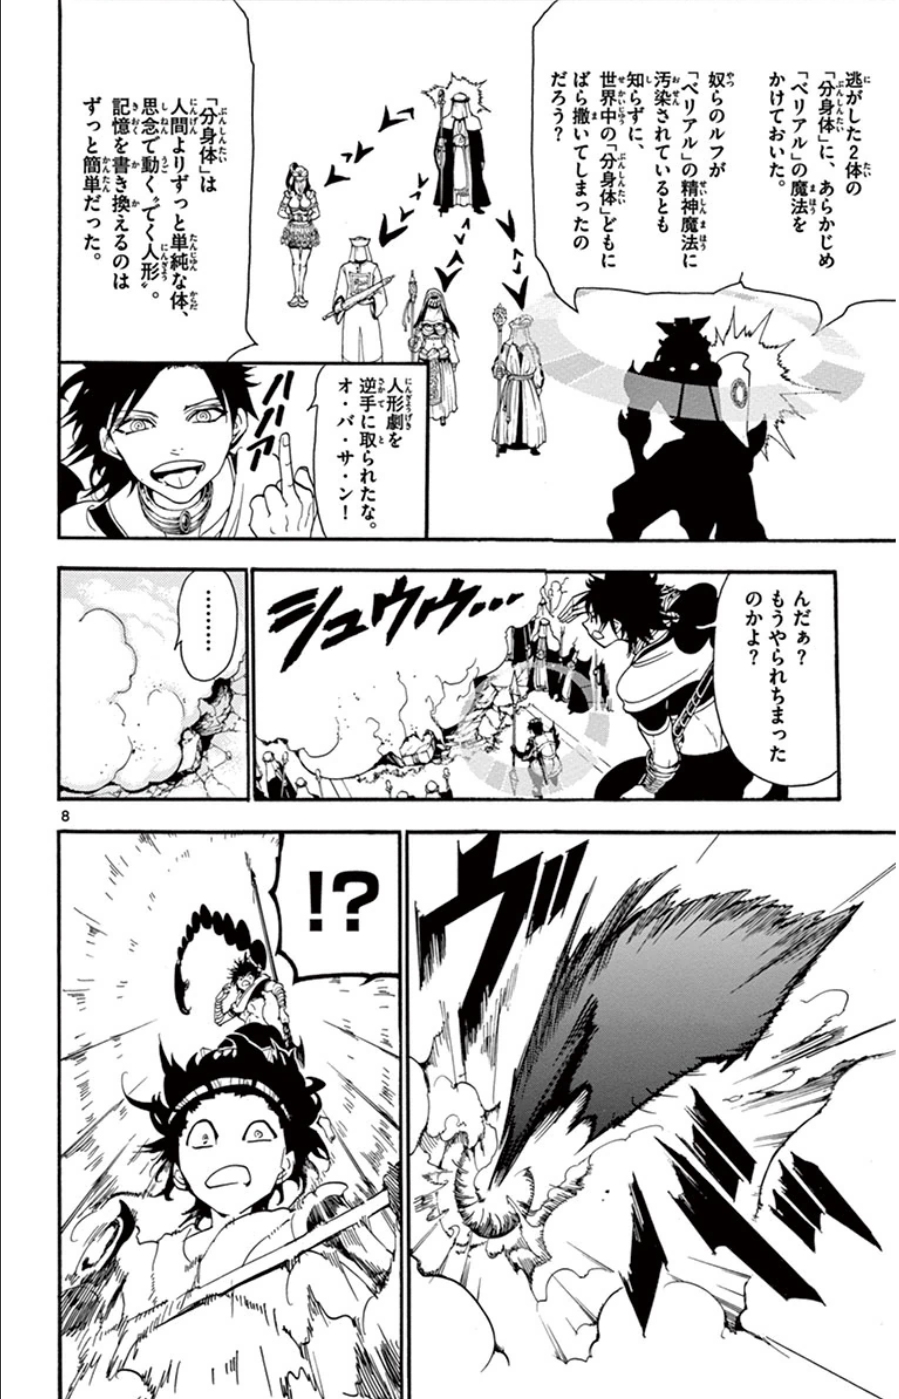 逃がした２体の
「分身体」に、あらかじめ
「ベリアル」の魔法を
かけておいた。
奴らのルフが
「ベリアル」の精神魔法に
汚染されているとも
知らずに、
世界中の「分身体」どもに
ばら撒いてしまったの
だろう？
「分身体」は
人間よりずっと単純な体、
思念で動く〝でく人形〟。
記憶を書き換えるのは
ずっと簡単だった。
人形劇を
逆手に取られたな。
オ・バ・サ・ン！
ハハァ
んだぁ？
もうやられちまった
のかよ？
シュウゥゥ…
………
8
ヴン
!?